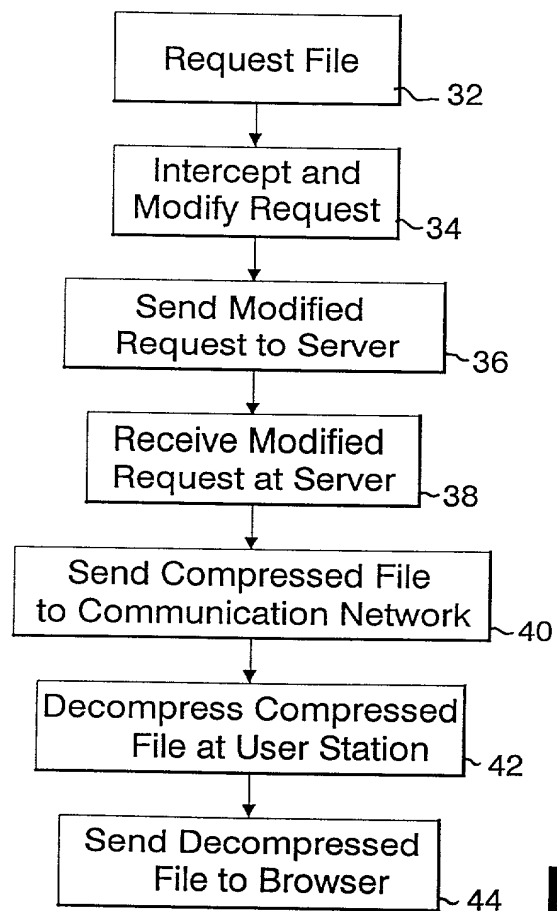 Request File
32
Intercept and
Modify Request
34
Send Modified
Request to Server
36
Receive Modified
Request at Server
38
Send Compressed File
to Communication Network
40
Decompress Compressed
File at User Station
42
Send Decompressed
File to Browser
44